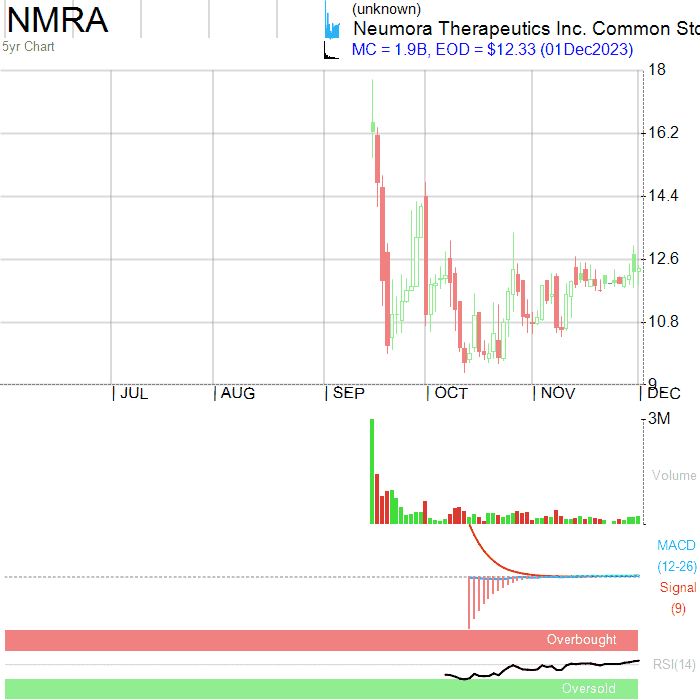 NMRA
5yr Chart
(unknown)
Neumora Therapeutics Inc. Common Sto
MC = 1.9B, EOD = $12.33 (01Dec2023)
18
16.2
14.4
12.6
10.8
9
JUL AUG SEP OCT NOV DEC
3M
Volume
MACD
(12-26)
Signal
(9)
Overbought
RSI(14)
Oversold